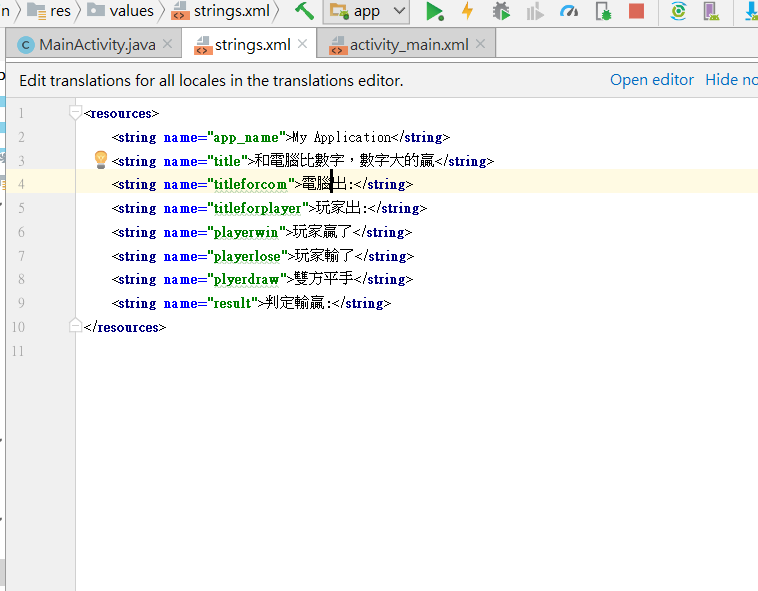 n res values strings.xml app
MainActivity.java strings.xml activity_main.xml
Edit translations for all locales in the translations editor. Open editor Hide no
1 <resources>
2 <string name="app_name">My Application</string>
3 <string name="title">和電腦比數字，數字大的贏</string>
4 <string name="titleforcom">電腦出:</string>
5 <string name="titleforplayer">玩家出:</string>
6 <string name="playerwin">玩家贏了</string>
7 <string name="playerlose">玩家輸了</string>
8 <string name="plyerdraw">雙方平手</string>
9 <string name="result">判定輸贏:</string>
10 </resources>
11